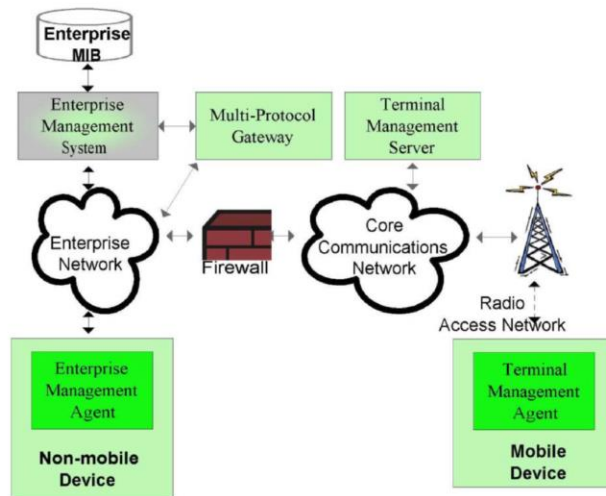 Enterprise
MIB
Enterprise
Management
System
Multi-Protocol
Gateway
Terminal
Management
Server
Enterprise
Network
Firewall
Core
Communications
Network
Radio
Access Network
Enterprise
Management
Agent
Non-mobile
Device
Terminal
Management
Agent
Mobile
Device